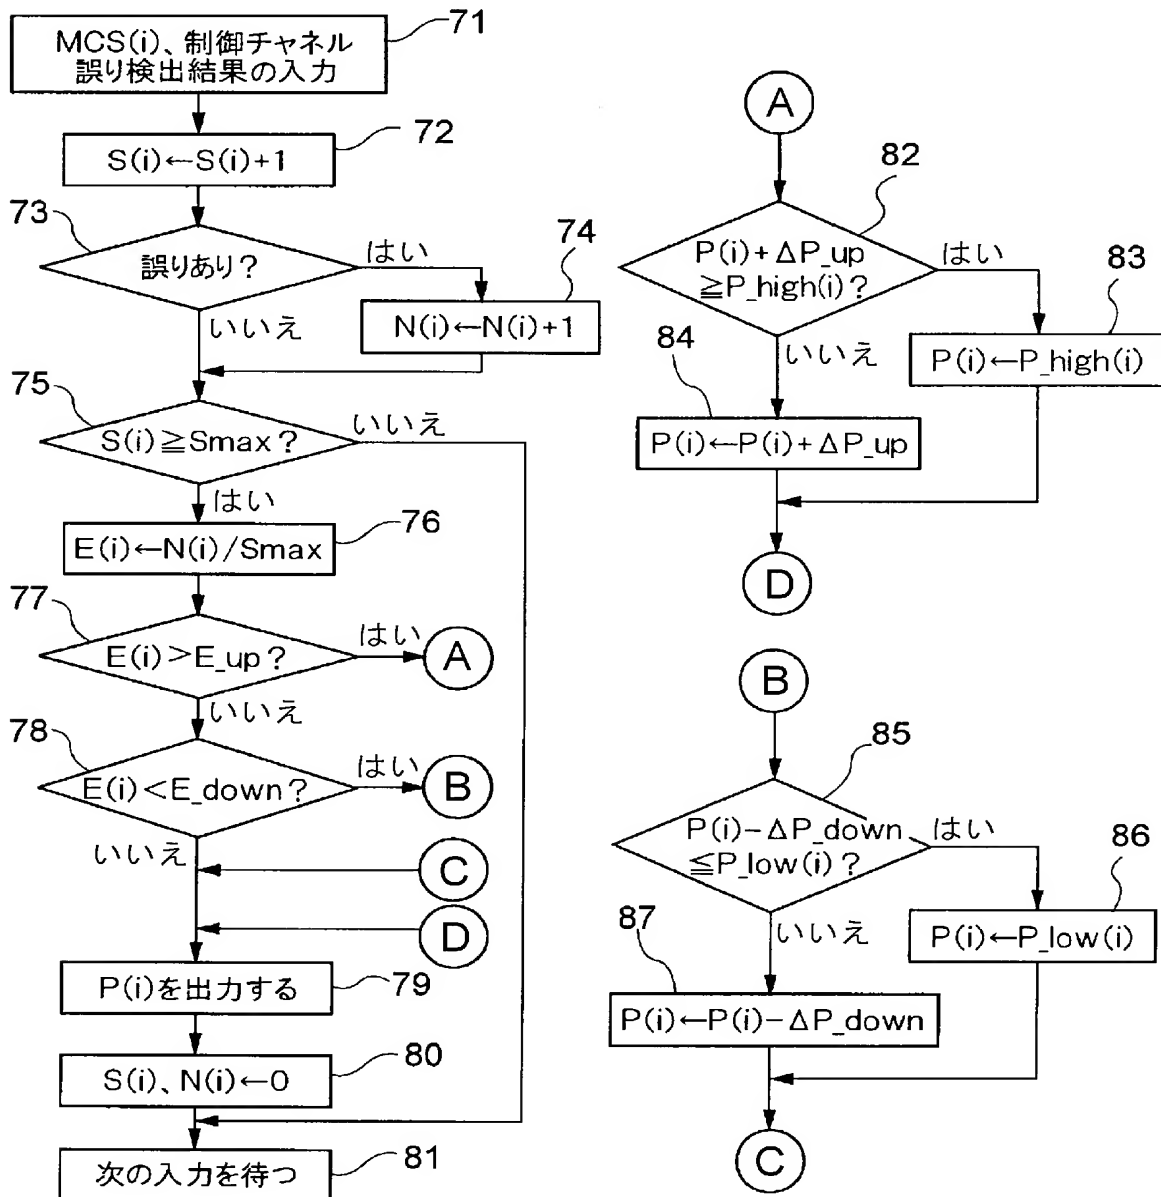 71
MCS(i)、制御チャネル
誤り検出結果の入力
72
S(i)←S(i)+1
73
誤りあり?
はい
74
N(i)←N(i)+1
いいえ
75
S(i)≧Smax?
いいえ
はい
76
E(i)←N(i)/Smax
77
E(i)>E_up?
はい
A
いいえ
78
E(i)<E_down?
はい
B
いいえ
C
D
P(i)を出力する
79
S(i)、N(i)←0
80
次の入力を待つ
81
A
82
P(i)+ΔP_up
≧P_high(i)?
はい
83
P(i)←P_high(i)
いいえ
84
P(i)←P(i)+ΔP_up
D
B
85
P(i)-ΔP_down
≦P_low(i)?
はい
86
P(i)←P_low(i)
いいえ
87
P(i)←P(i)-ΔP_down
C